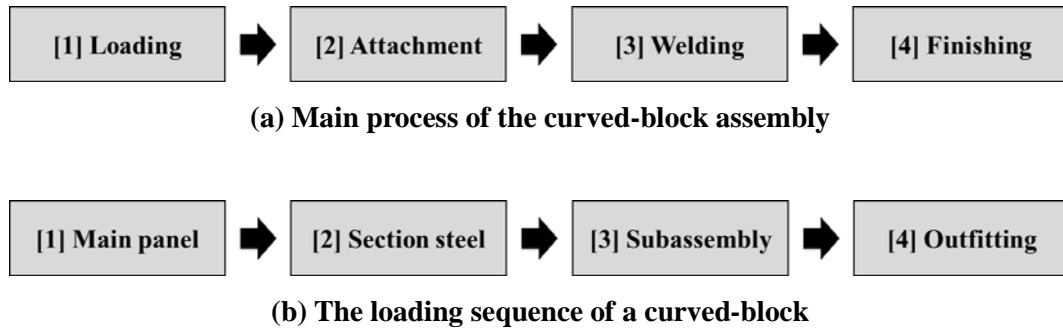 [1] Loading [2] Attachment [3] Welding [4] Finishing
(a) Main process of the curved-block assembly
[1] Main panel [2] Section steel [3] Subassembly [4] Outfitting
(b) The loading sequence of a curved-block